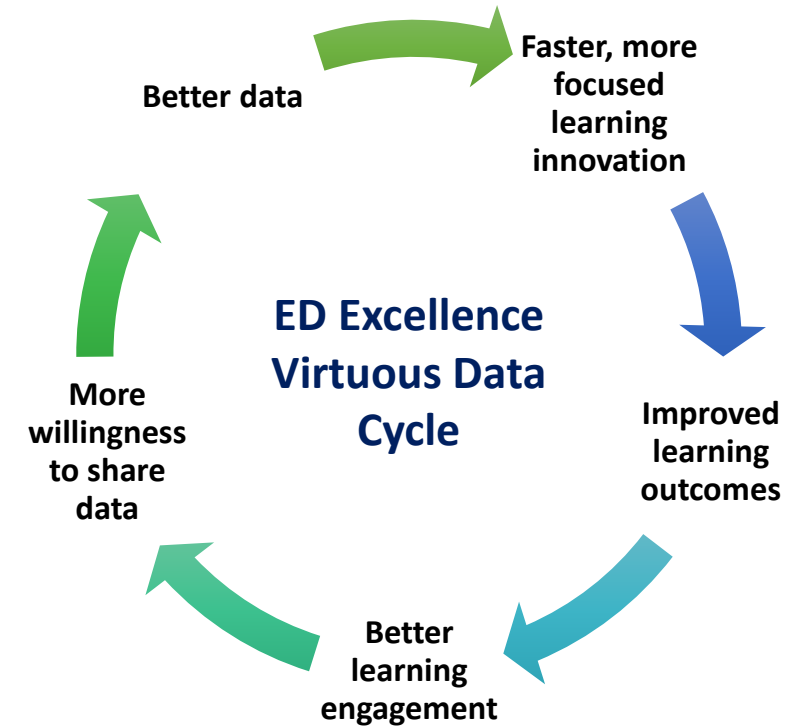 Better data
Faster, more
focused
learning
innovation
ED Excellence
Virtuous Data
Cycle
Improved
learning
outcomes
Better
learning
engagement
More
willingness
to share
data